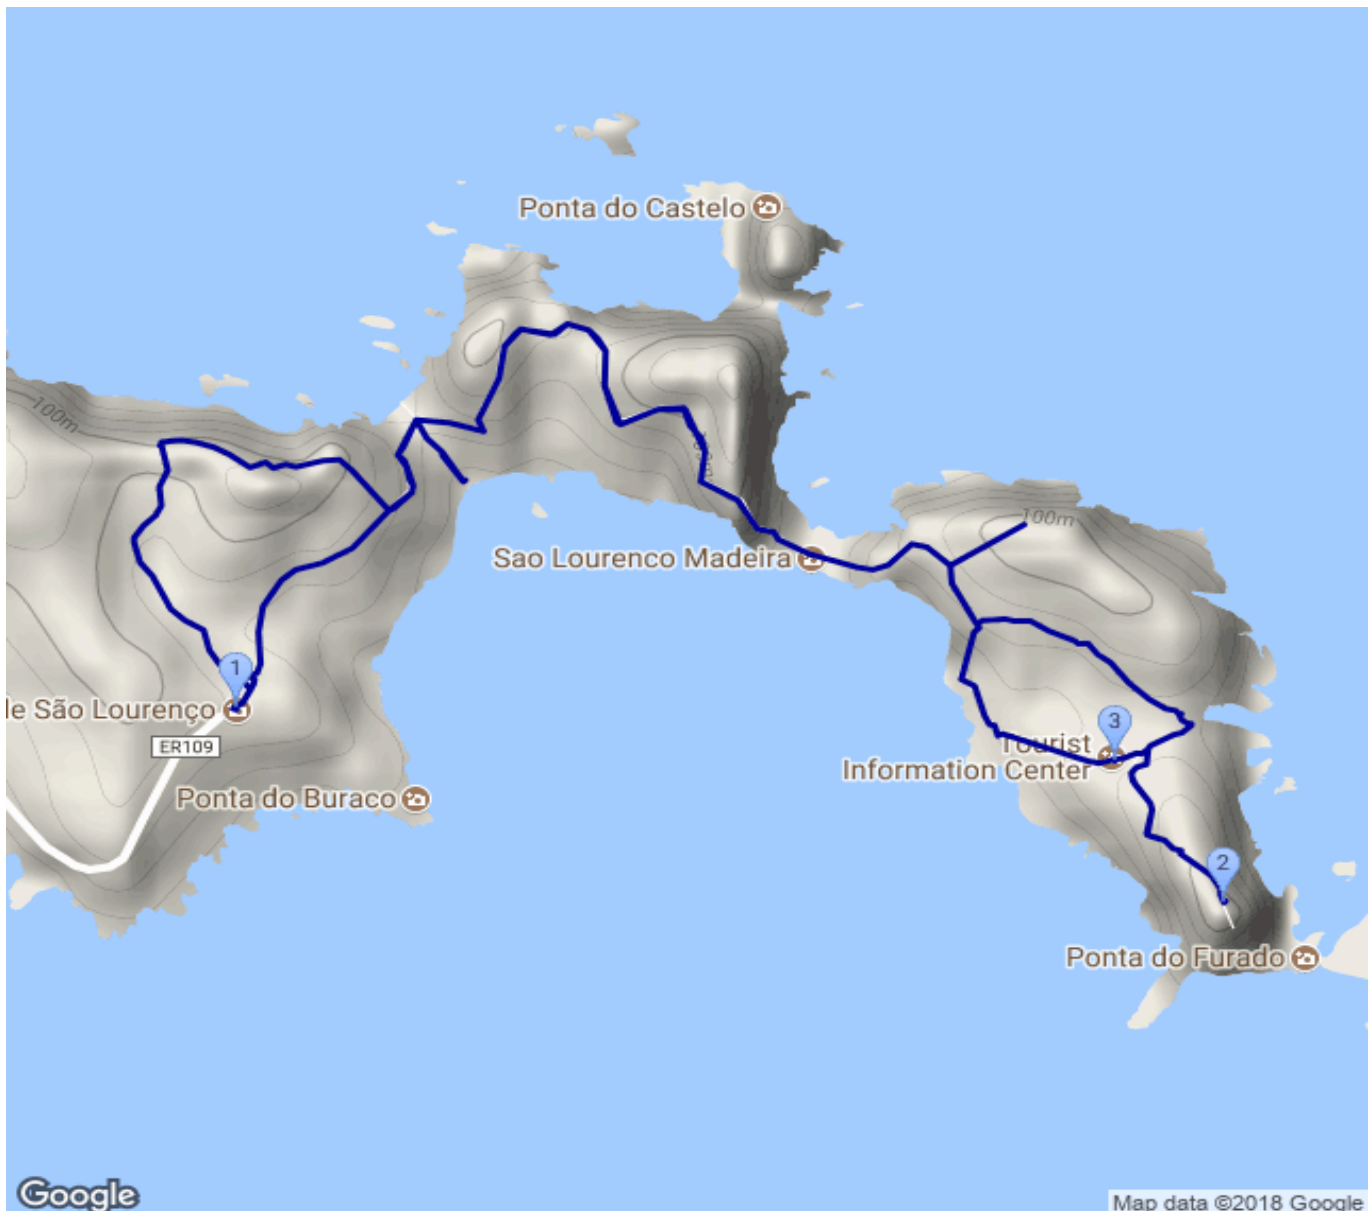 Ponta do Castelo
100m
100m
100m
Sao Lourenco Madeira
1
le São Lourenço
ER109
3
Tourist
Information Center
Ponta do Buraco
2
Ponta do Furado
Google
Map data ©2018 Google